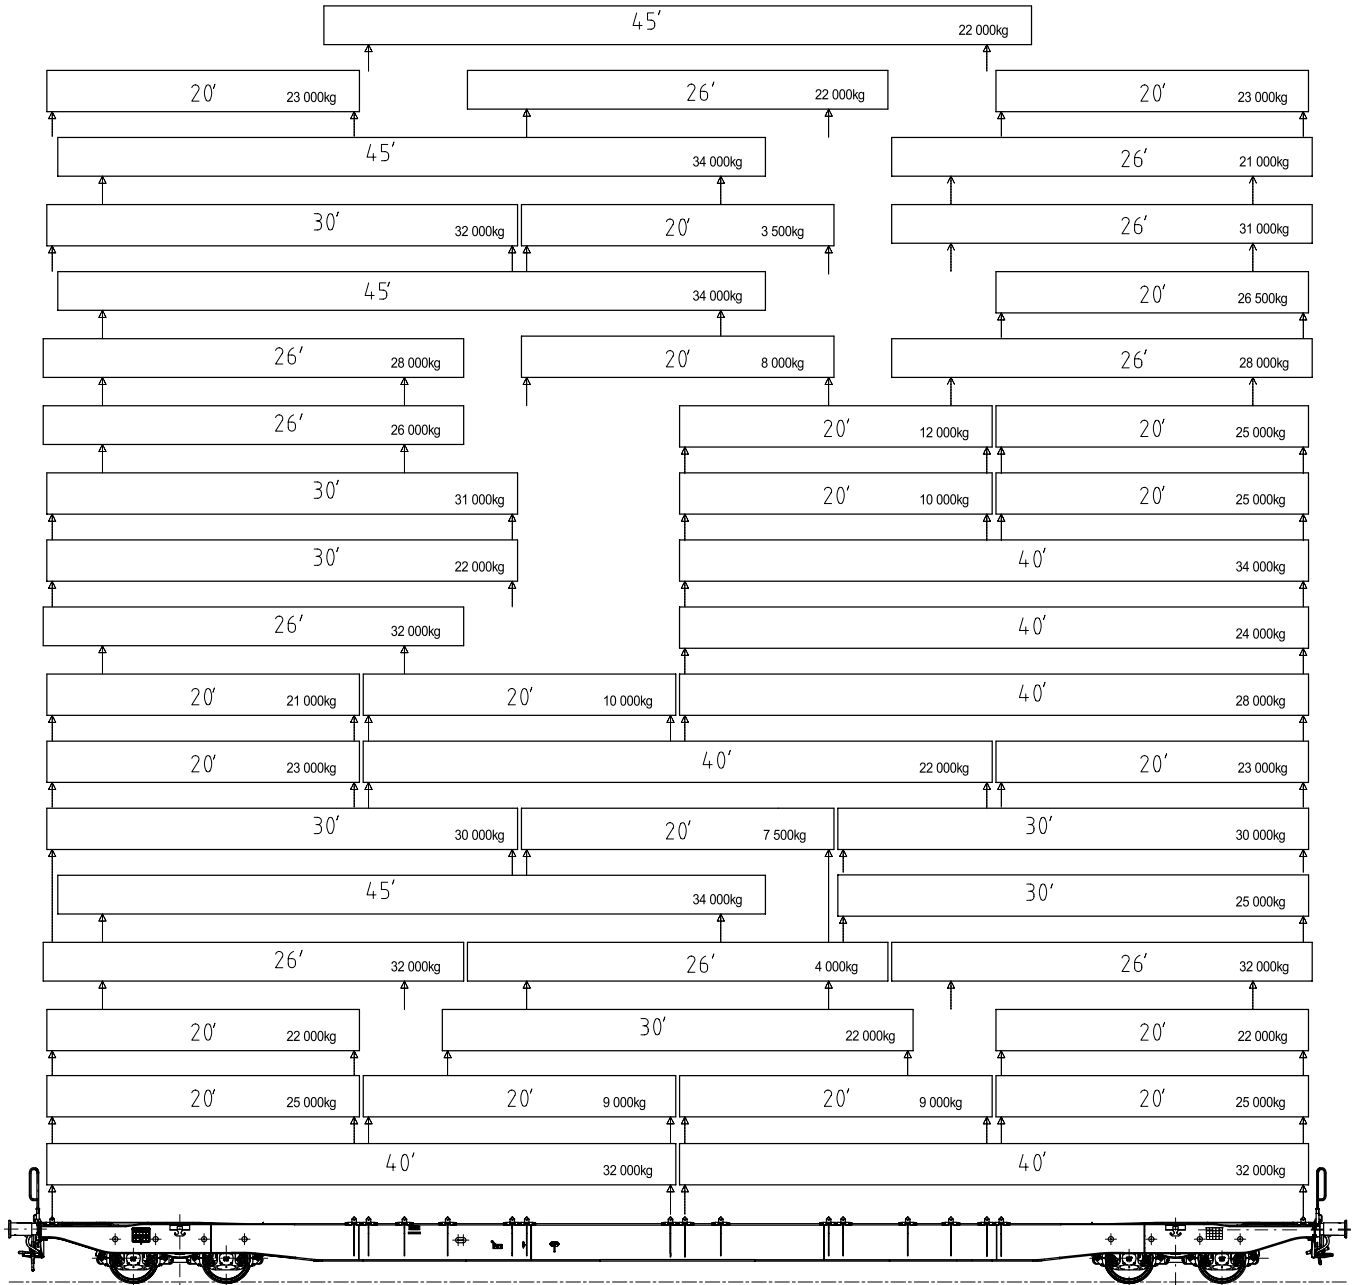 45' 22 000kg
20' 23 000kg 26' 22 000kg 20' 23 000kg
45' 34 000kg 26' 21 000kg
30' 32 000kg 20' 3 500kg 26' 31 000kg
45' 34 000kg 20' 26 500kg
26' 28 000kg 20' 8 000kg 26' 28 000kg
26' 26 000kg 20' 12 000kg 20' 25 000kg
30' 31 000kg 20' 10 000kg 20' 25 000kg
30' 22 000kg 40' 34 000kg
26' 32 000kg 40' 24 000kg
20' 21 000kg 20' 10 000kg 40' 28 000kg
20' 23 000kg 40' 22 000kg 20' 23 000kg
30' 30 000kg 20' 7 500kg 30' 30 000kg
45' 34 000kg 30' 25 000kg
26' 32 000kg 26' 4 000kg 26' 32 000kg
20' 22 000kg 30' 22 000kg 20' 22 000kg
20' 25 000kg 20' 9 000kg 20' 9 000kg 20' 25 000kg
40' 32 000kg 40' 32 000kg